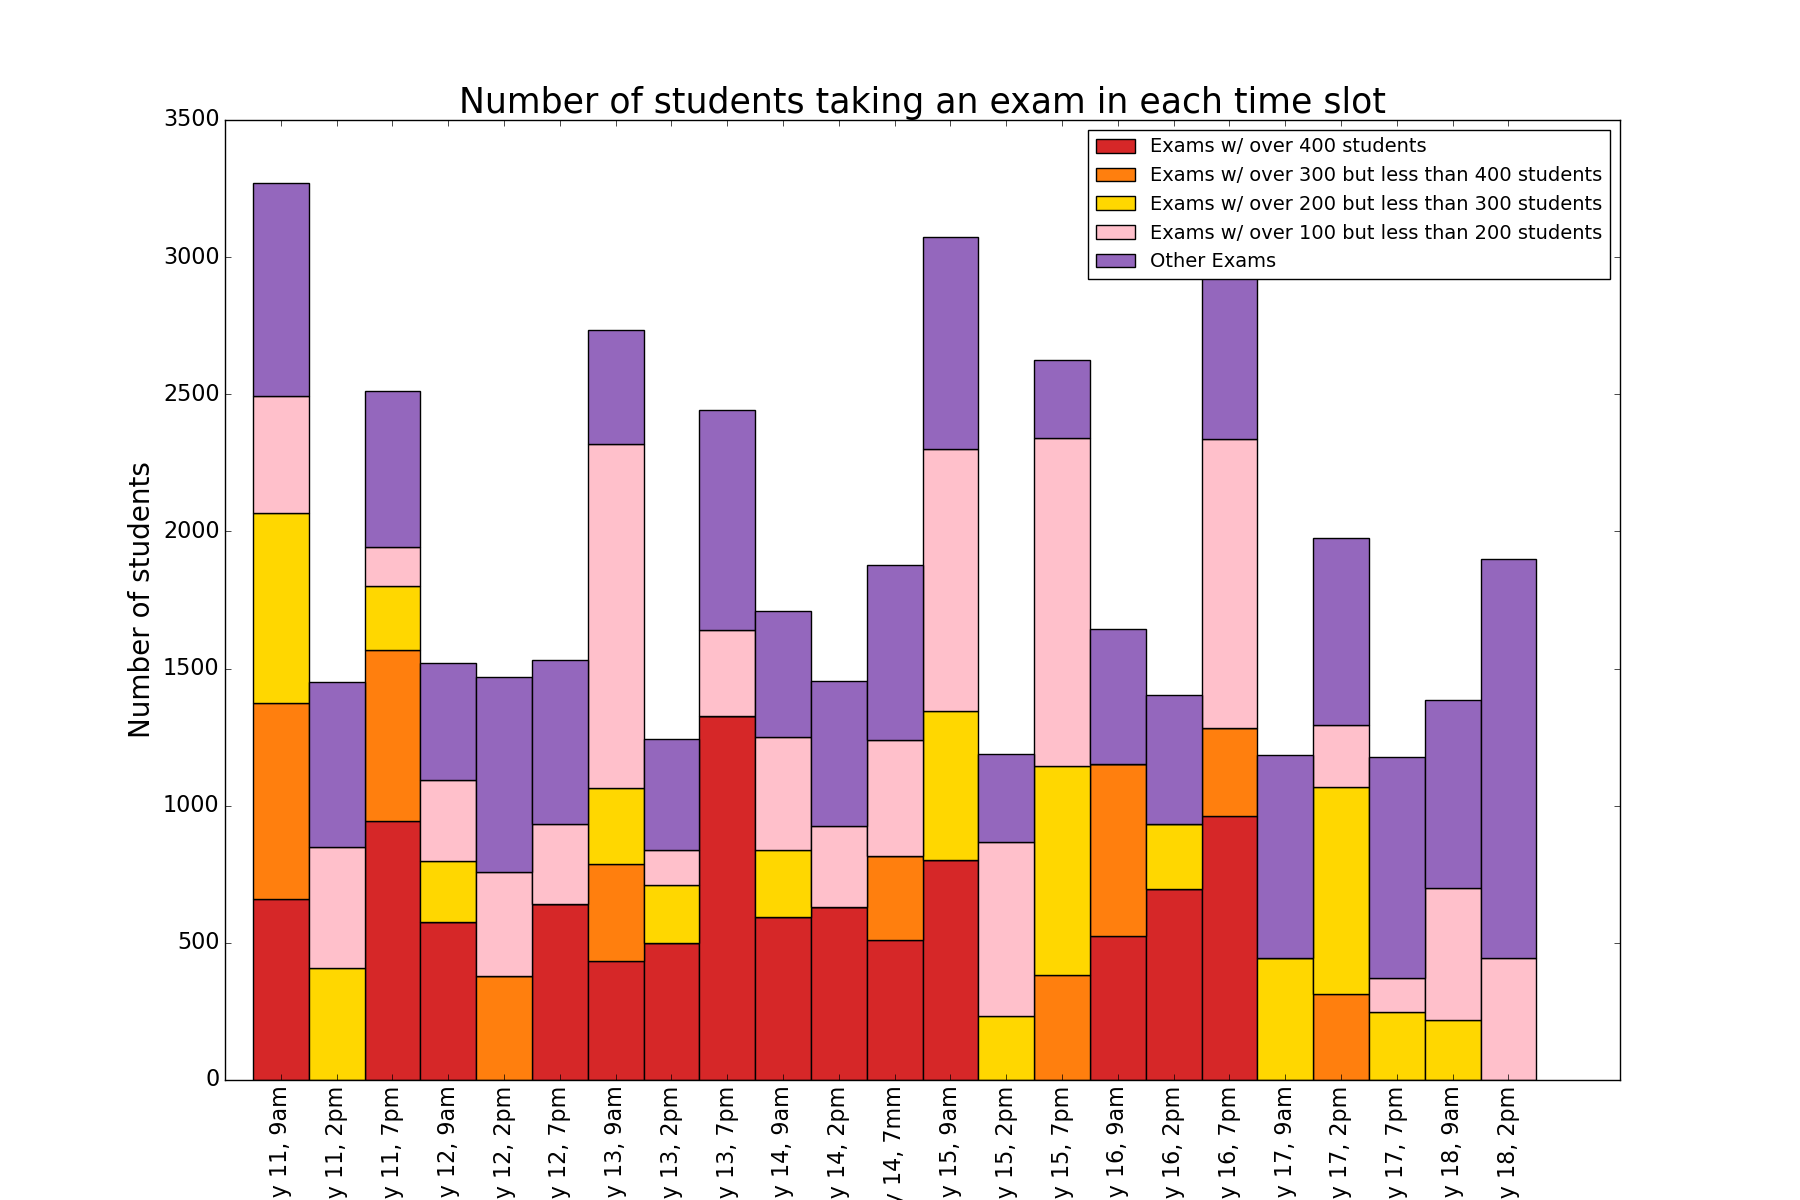 Number of students taking an exam in each time slot
3500
3000
2500
2000
1500
1000
500
0
Number of students
Exams w/ over 400 students
Exams w/ over 300 but less than 400 students
Exams w/ over 200 but less than 300 students
Exams w/ over 100 but less than 200 students
Other Exams
y 11, 9am
y 11, 2pm
y 11, 7pm
y 12, 9am
y 12, 2pm
y 12, 7pm
y 13, 9am
y 13, 2pm
y 13, 7pm
y 14, 9am
y 14, 2pm
y 14, 7mm
y 15, 9am
y 15, 2pm
y 15, 7pm
y 16, 9am
y 16, 2pm
y 16, 7pm
y 17, 9am
y 17, 2pm
y 17, 7pm
y 18, 9am
y 18, 2pm